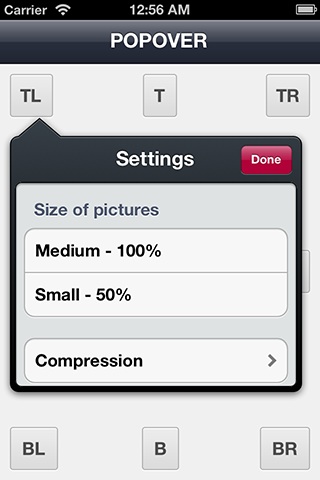 Carrier 12:56 AM
POPOVER
TL T TR
Settings Done
Size of pictures
Medium - 100%
Small - 50%
Compression
BL B BR